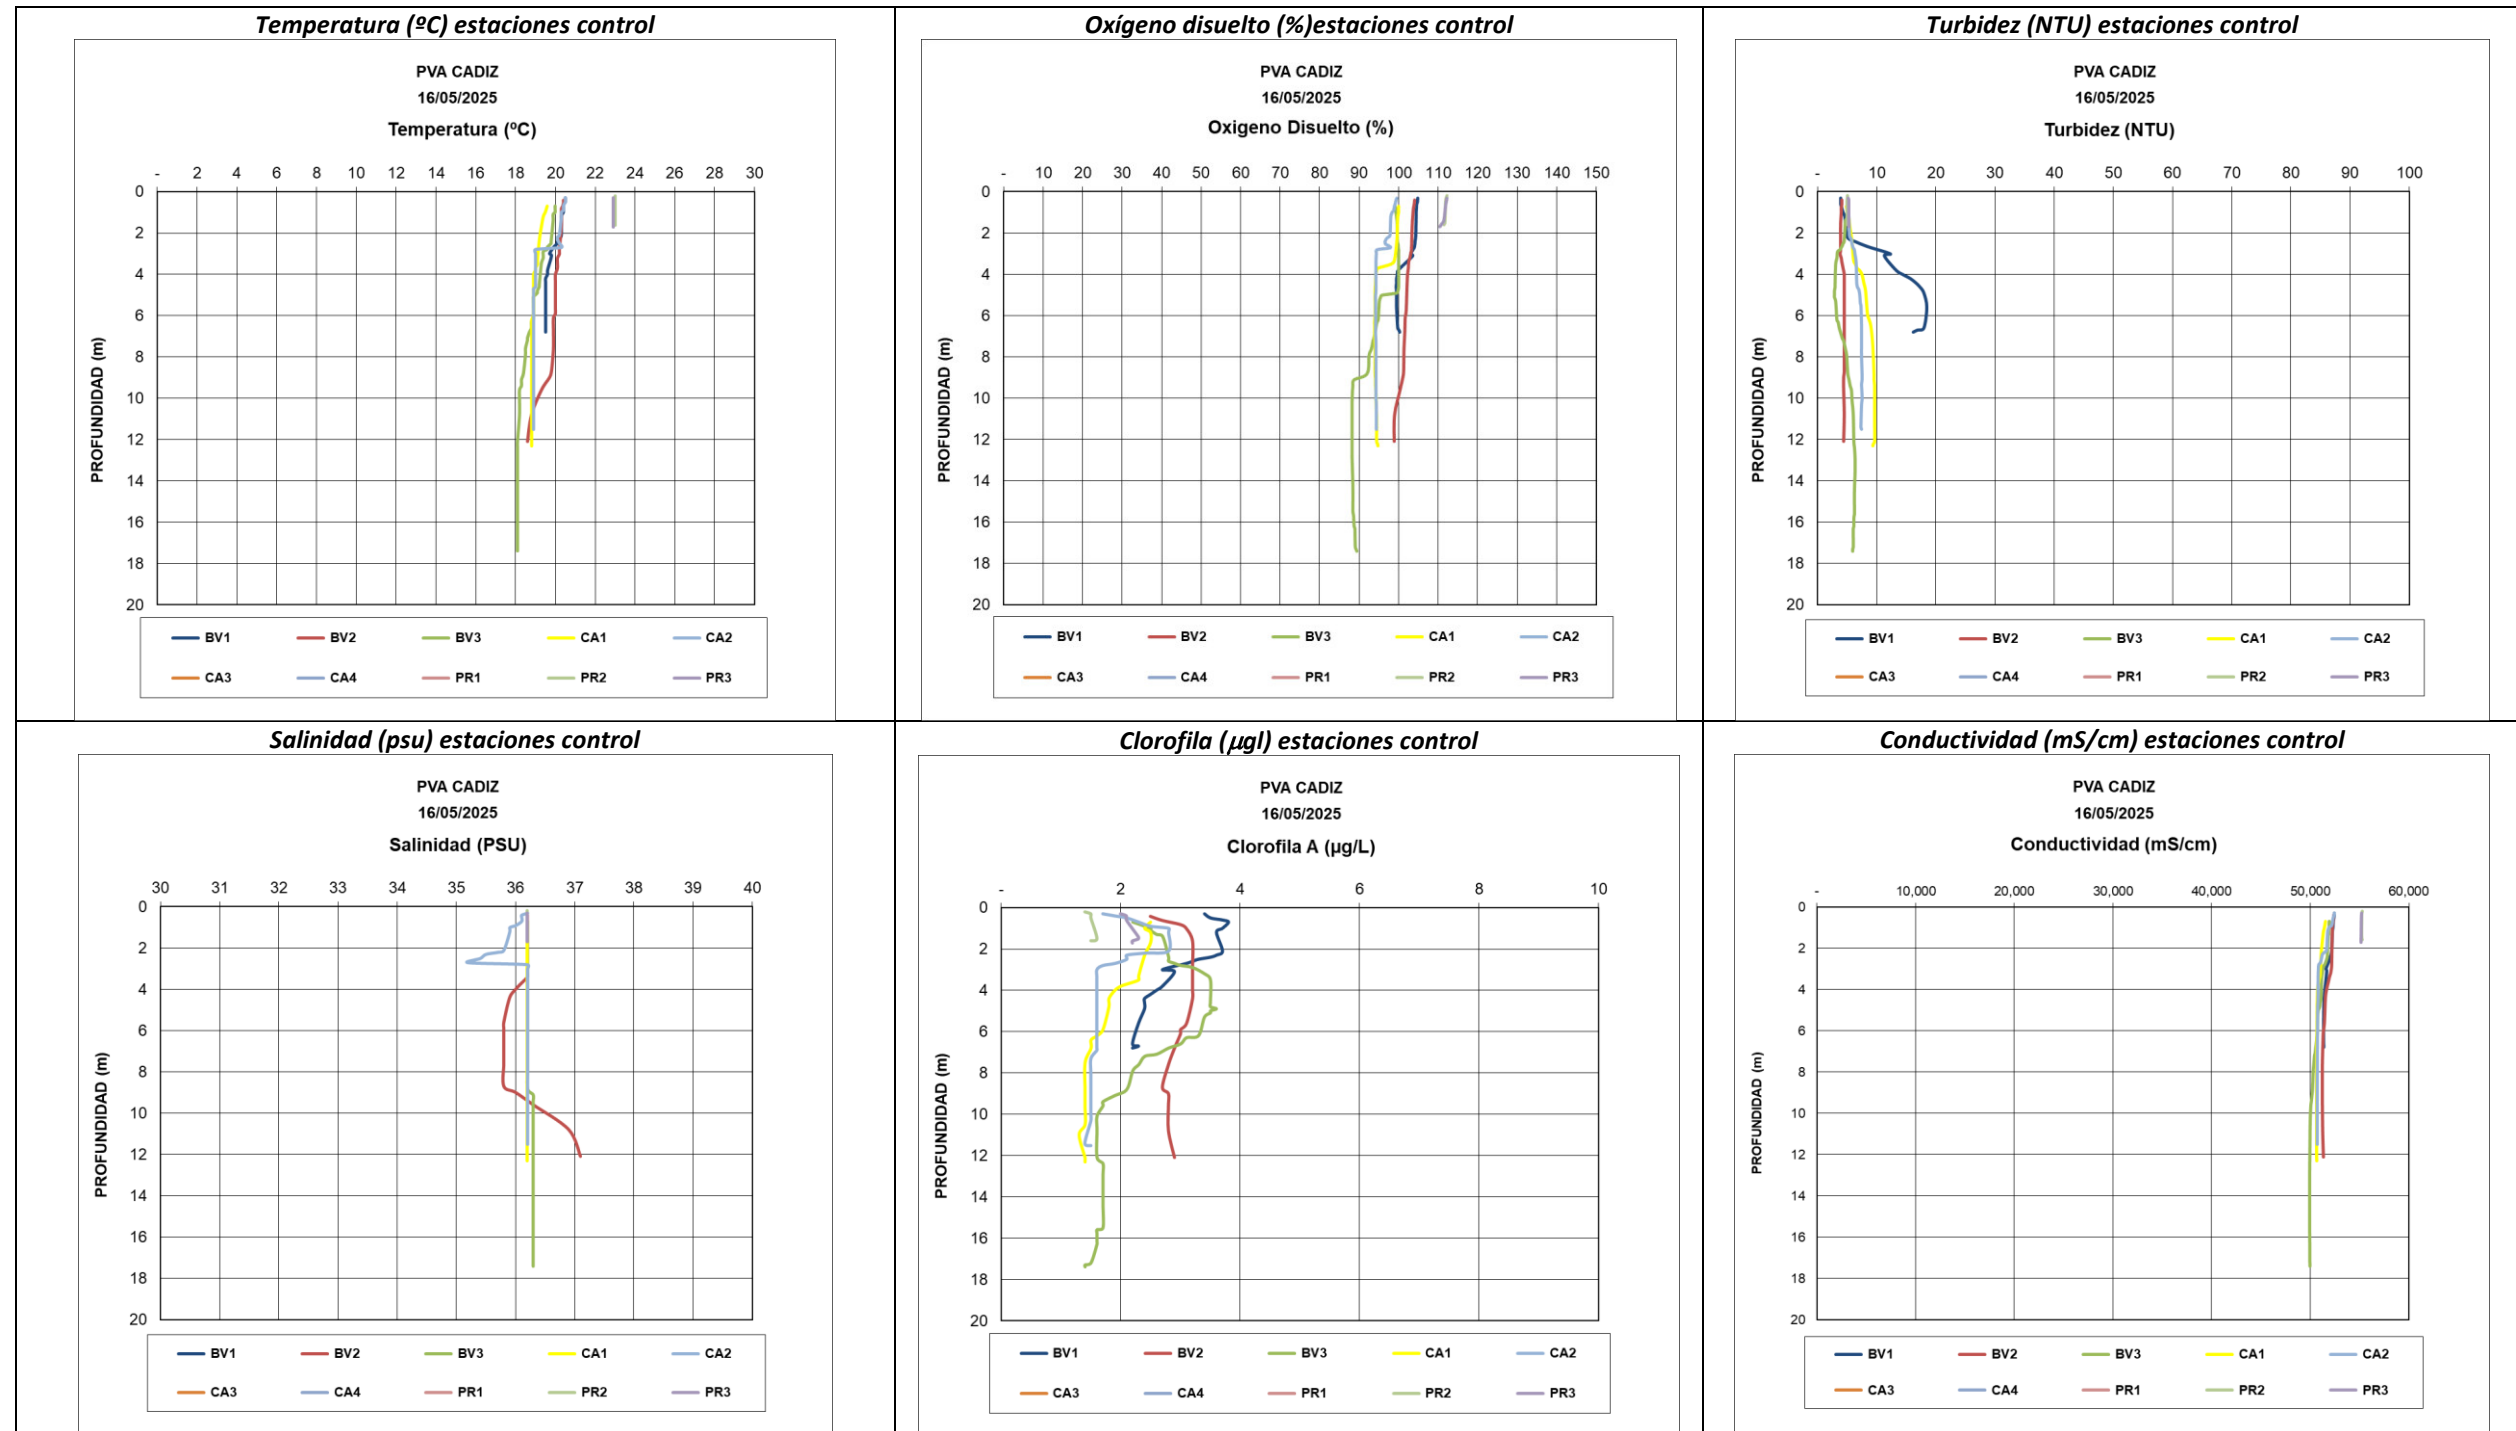 Temperatura (ºC) estaciones control
PVA CADIZ
16/05/2025
Temperatura (ºC)
- 2 4 6 8 10 12 14 16 18 20 22 24 26 28 30
0
2
4
6
8
10
12
14
16
18
20
PROFUNDIDAD (m)
BV1 BV2 BV3 CA1 CA2
CA3 CA4 PR1 PR2 PR3
Oxígeno disuelto (%)estaciones control
PVA CADIZ
16/05/2025
Oxigeno Disuelto (%)
- 10 20 30 40 50 60 70 80 90 100 110 120 130 140 150
0
2
4
6
8
10
12
14
16
18
20
PROFUNDIDAD (m)
BV1 BV2 BV3 CA1 CA2
CA3 CA4 PR1 PR2 PR3
Turbidez (NTU) estaciones control
PVA CADIZ
16/05/2025
Turbidez (NTU)
- 10 20 30 40 50 60 70 80 90 100
0
2
4
6
8
10
12
14
16
18
20
PROFUNDIDAD (m)
BV1 BV2 BV3 CA1 CA2
CA3 CA4 PR1 PR2 PR3
Salinidad (psu) estaciones control
PVA CADIZ
16/05/2025
Salinidad (PSU)
30 31 32 33 34 35 36 37 38 39 40
0
2
4
6
8
10
12
14
16
18
20
PROFUNDIDAD (m)
BV1 BV2 BV3 CA1 CA2
CA3 CA4 PR1 PR2 PR3
Clorofila (µgl) estaciones control
PVA CADIZ
16/05/2025
Clorofila A (µg/L)
- 2 4 6 8 10
0
2
4
6
8
10
12
14
16
18
20
PROFUNDIDAD (m)
BV1 BV2 BV3 CA1 CA2
CA3 CA4 PR1 PR2 PR3
Conductividad (mS/cm) estaciones control
PVA CADIZ
16/05/2025
Conductividad (mS/cm)
- 10,000 20,000 30,000 40,000 50,000 60,000
0
2
4
6
8
10
12
14
16
18
20
PROFUNDIDAD (m)
BV1 BV2 BV3 CA1 CA2
CA3 CA4 PR1 PR2 PR3